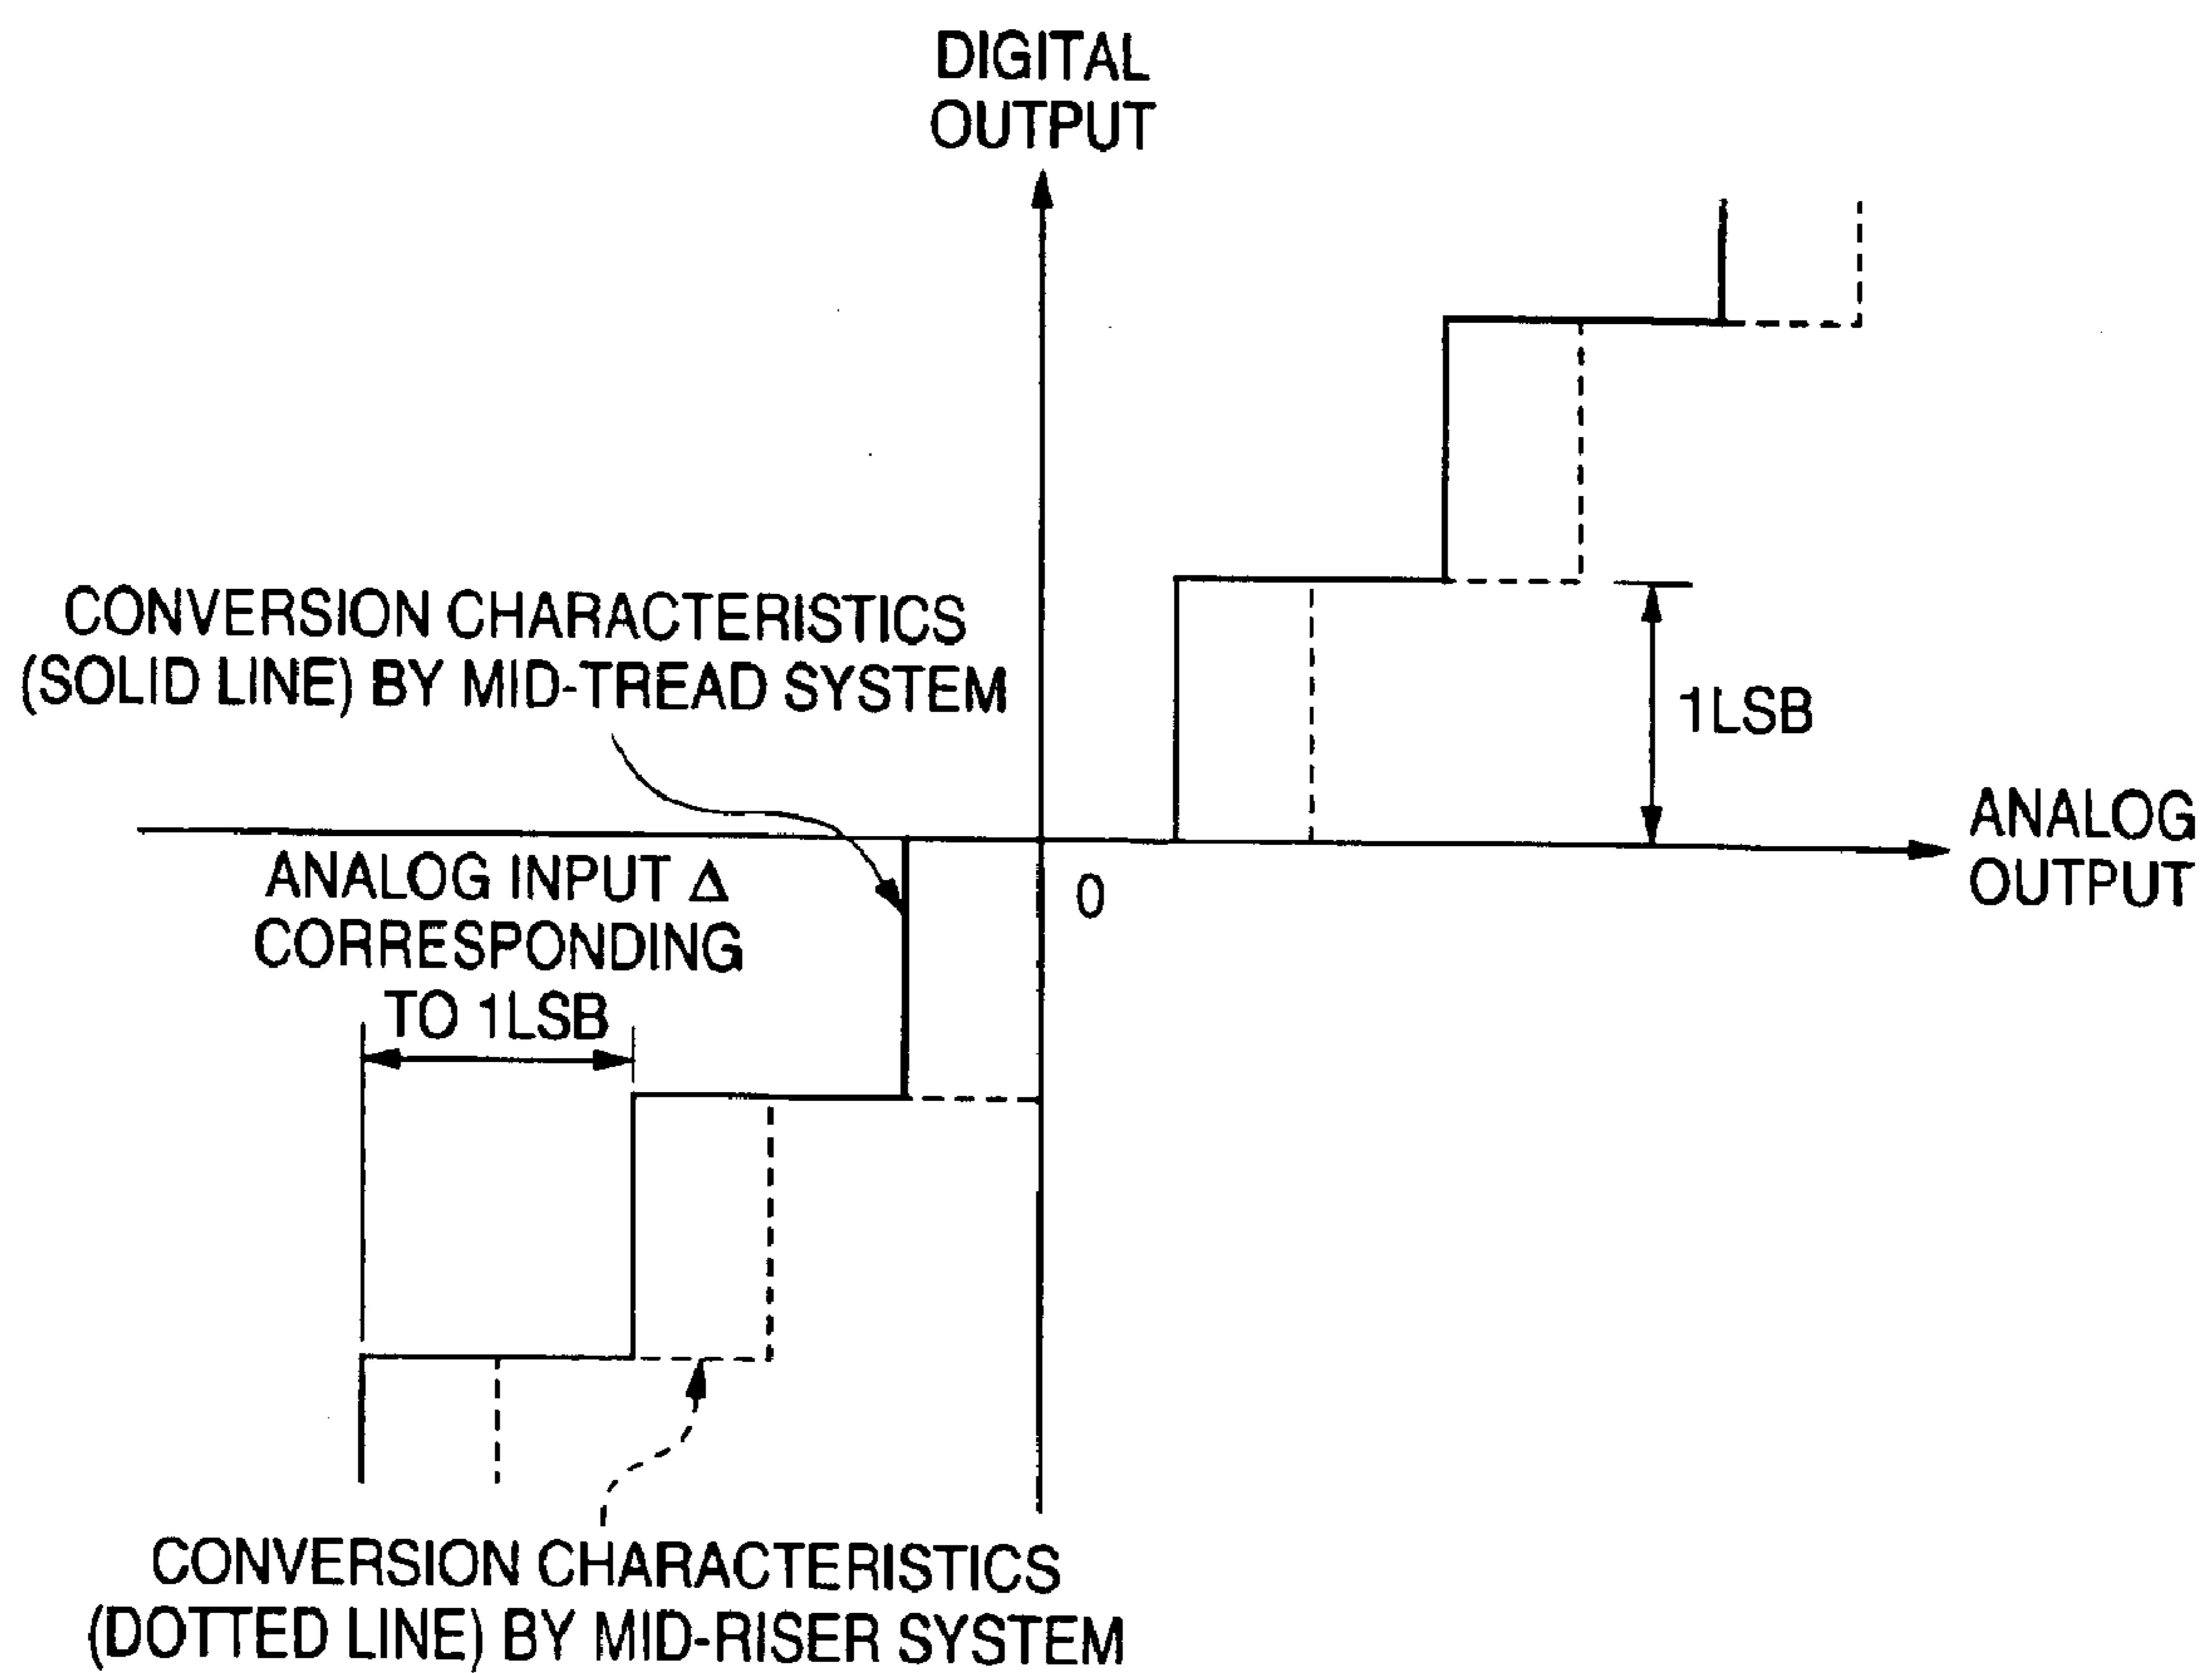 DIGITAL
OUTPUT
CONVERSION CHARACTERISTICS
(SOLID LINE) BY MID-TREAD SYSTEM
1LSB
ANALOG
OUTPUT
0
ANALOG INPUT Δ
CORRESPONDING
TO 1LSB
CONVERSION CHARACTERISTICS
(DOTTED LINE) BY MID-RISER SYSTEM